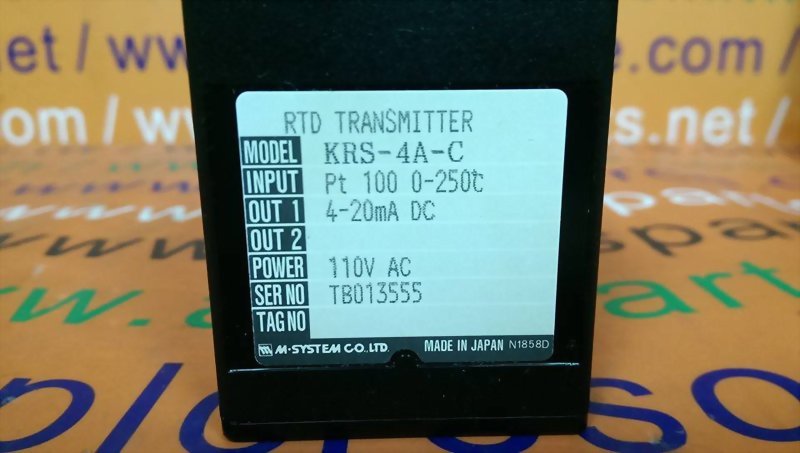 RTD TRANSMITTER
MODEL KRS-4A-C
INPUT Pt 100 0-250℃
OUT 1 4-20mA DC
OUT 2
POWER 110V AC
SER NO TB013555
TAG NO
M-SYSTEM CO.,LTD. MADE IN JAPAN N1858D